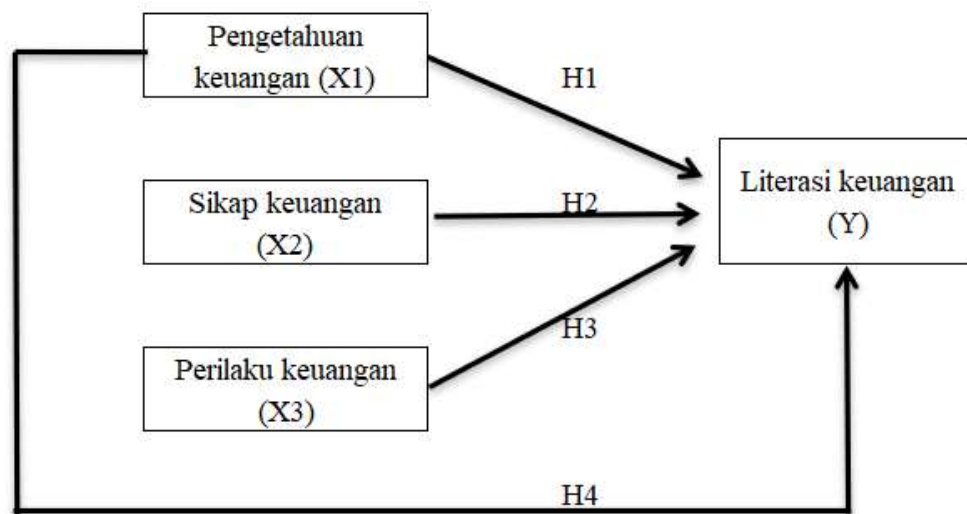 Pengetahuan
keuangan (X1)
H1
Literasi keuangan
(Y)
Sikap keuangan
(X2)
H2
H3
Perilaku keuangan
(X3)
H4